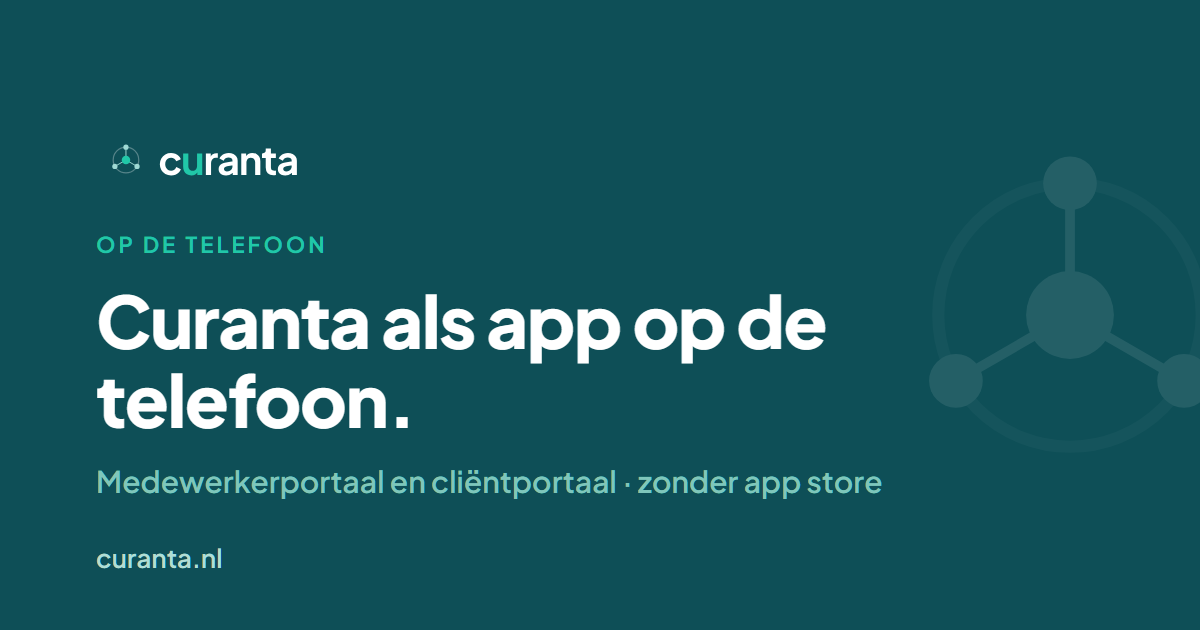 curanta
OP DE TELEFOON
Curanta als app op de
telefoon.
Medewerkerportaal en cliëntportaal · zonder app store
curanta.nl